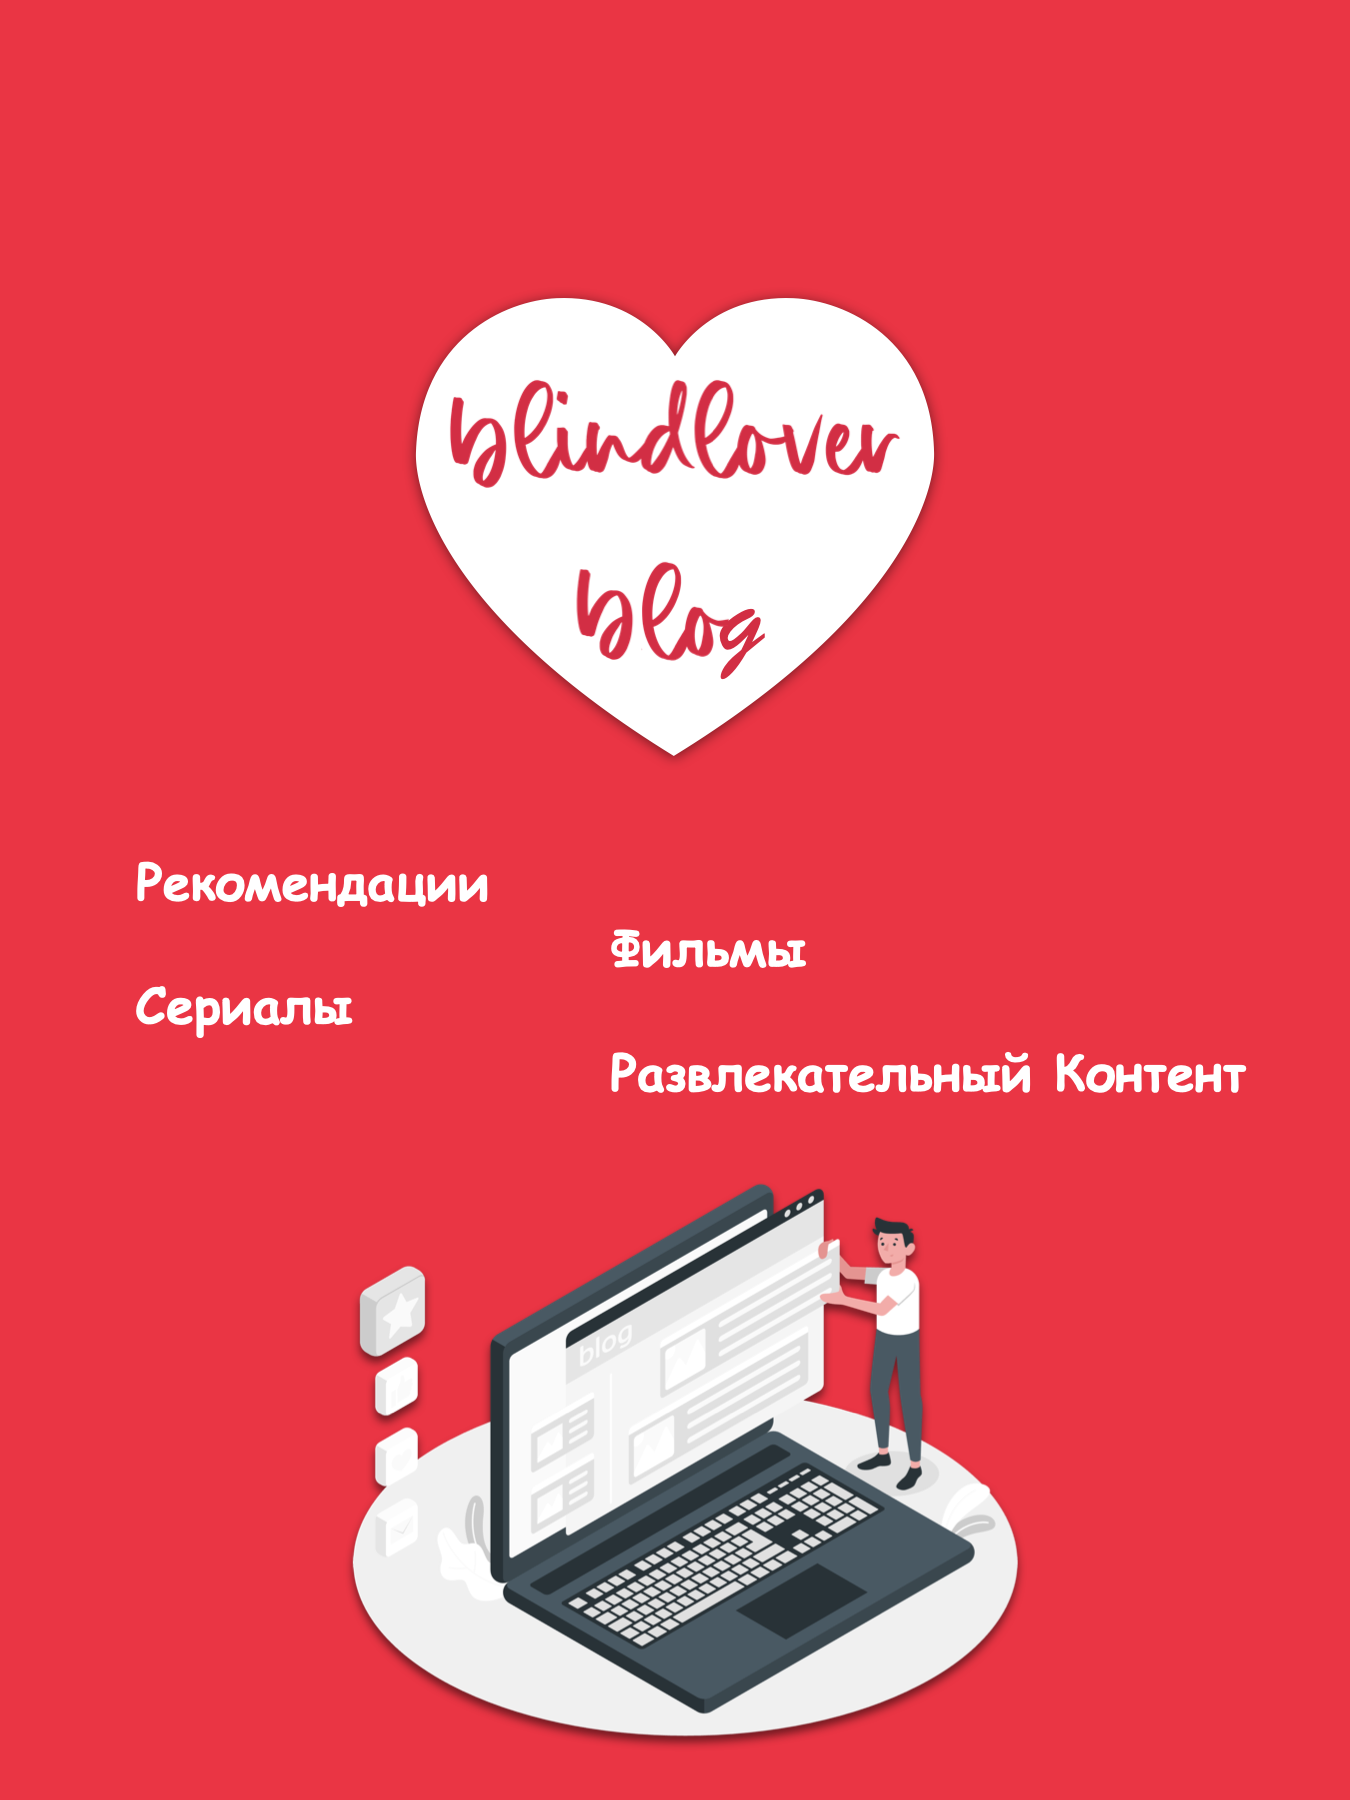 blindlover
blog
Рекомендации
Фильмы
Сериалы
Развлекательный Контент
blog